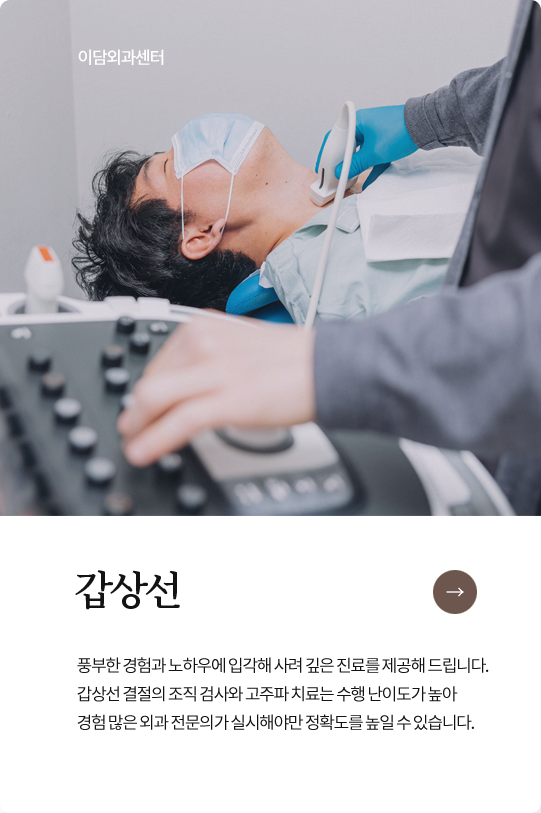 이담외과센터
갑상선
풍부한 경험과 노하우에 입각해 사려 깊은 진료를 제공해 드립니다.
갑상선 결절의 조직 검사와 고주파 치료는 수행 난이도가 높아
경험 많은 외과 전문의가 실시해야만 정확도를 높일 수 있습니다.